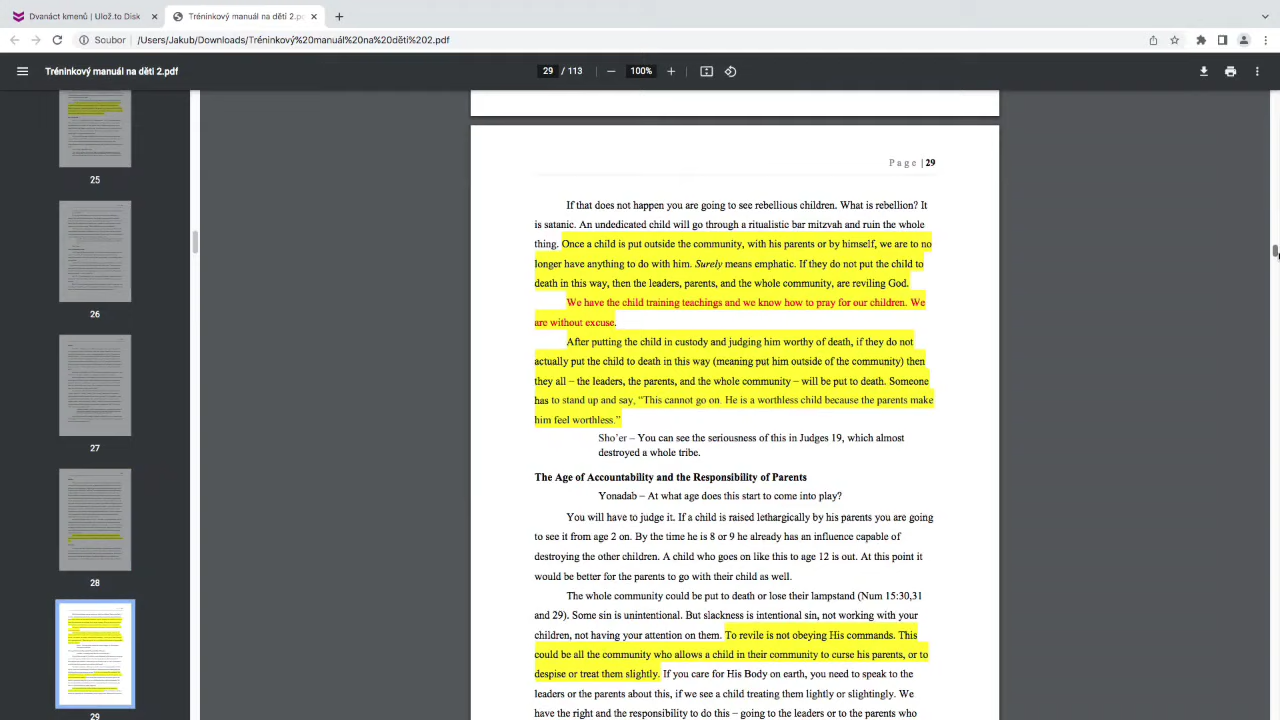 Dvanáct kmenů | Ulož.to Disk
Tréninkový manuál na děti 2.p
Soubor | /Users/Jakub/Downloads/Tréninkový%20manuál%20na%20děti%202.pdf
Tréninkový manuál na děti 2.pdf
29 / 113
100%
25
26
27
28
29
Page | 29
If that does not happen you are going to see rebellious children. What is rebellion? It
is satanic. An undedicated child will go through a ritualistic bar mitzvah and ruin the whole
thing. Once a child is put outside the community, with his parents or by himself, we are to no
longer have anything to do with him. Surely means emphatic. If they do not put the child to
death in this way, then the leaders, parents, and the whole community, are reviling God.
We have the child training teachings and we know how to pray for our children. We
are without excuse.
After putting the child in custody and judging him worthy of death, if they do not
actually put the child to death in this way (meaning put him outside of the community) then
they all – the leaders, the parents, and the whole community – will be put to death. Someone
has to stand up and say, “This cannot go on. He is a worthless child because the parents make
him feel worthless.”
Sho’er – You can see the seriousness of this in Judges 19, which almost
destroyed a whole tribe.
The Age of Accountability and the Responsibility of Parents
Yonadab – At what age does this start to come into play?
You will have to judge it. If a child is raised lethargically by his parents you are going
to see it from age 2 on. By the time he is 8 or 9 he already has an influence capable of
destroying the other children. A child who goes on like this to age 12 is out. At this point it
would be better for the parents to go with their child as well.
The whole community could be put to death or lose their lampstand (Num 15:30,31
and 29). Some sin is unintentional. But slackness is intentional sin, not working with your
children, not having your attention on them. To revile is not obeying His commands. This
could be all the community who allows a child in their community to curse his parents, or to
despise or treat them slightly. If you care for His Body on earth, you need to speak to the
leaders or the parents about this, if we see a child treating them lightly or slightingly. We
have the right and the responsibility to do this – going to the leaders or to the parents who